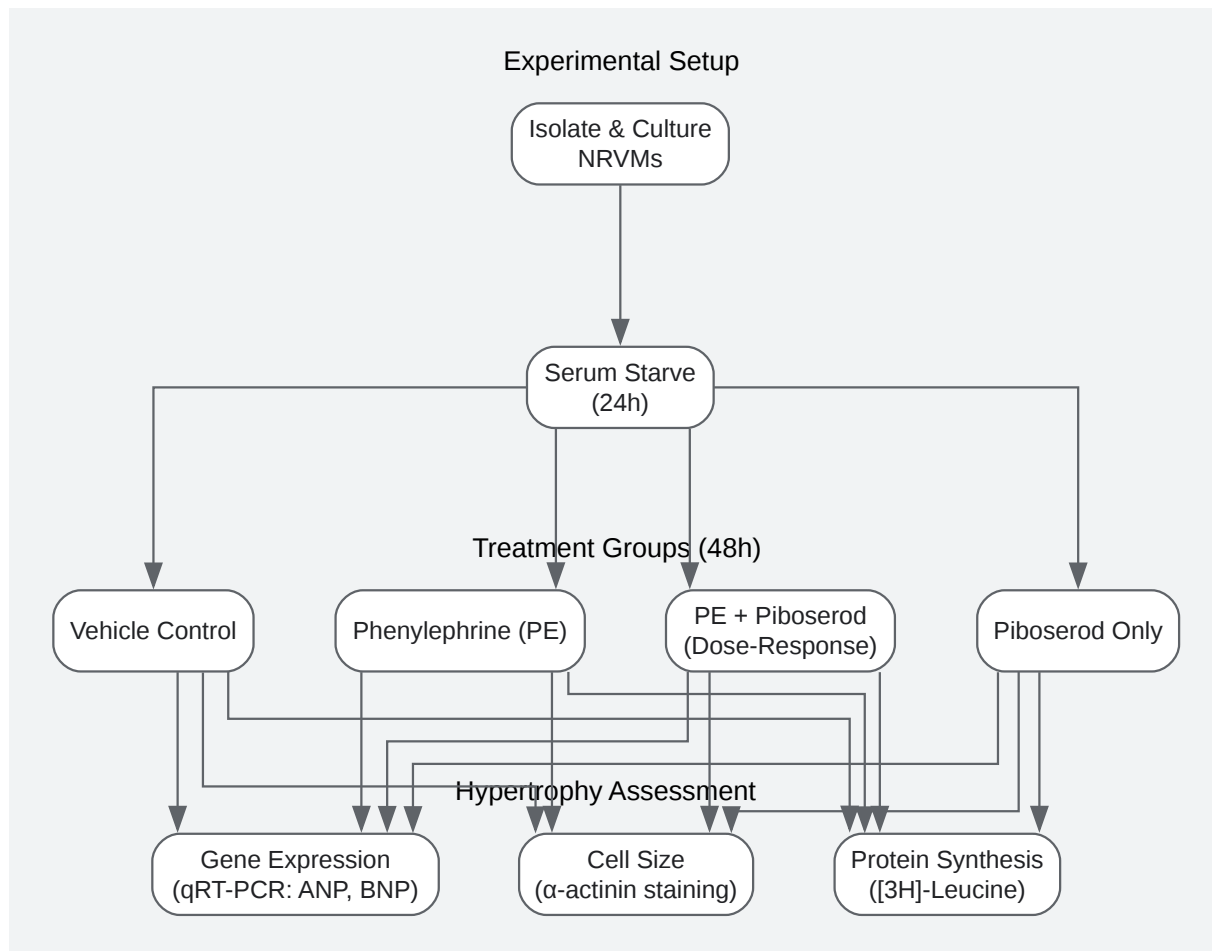 Experimental Setup
Isolate & Culture
NRVMs
Serum Starve
(24h)
Treatment Groups (48h)
Vehicle Control
Phenylephrine (PE)
PE + Piboserod
(Dose-Response)
Piboserod Only
Hypertrophy Assessment
Gene Expression
(qRT-PCR: ANP, BNP)
Cell Size
(α-actinin staining)
Protein Synthesis
([3H]-Leucine)